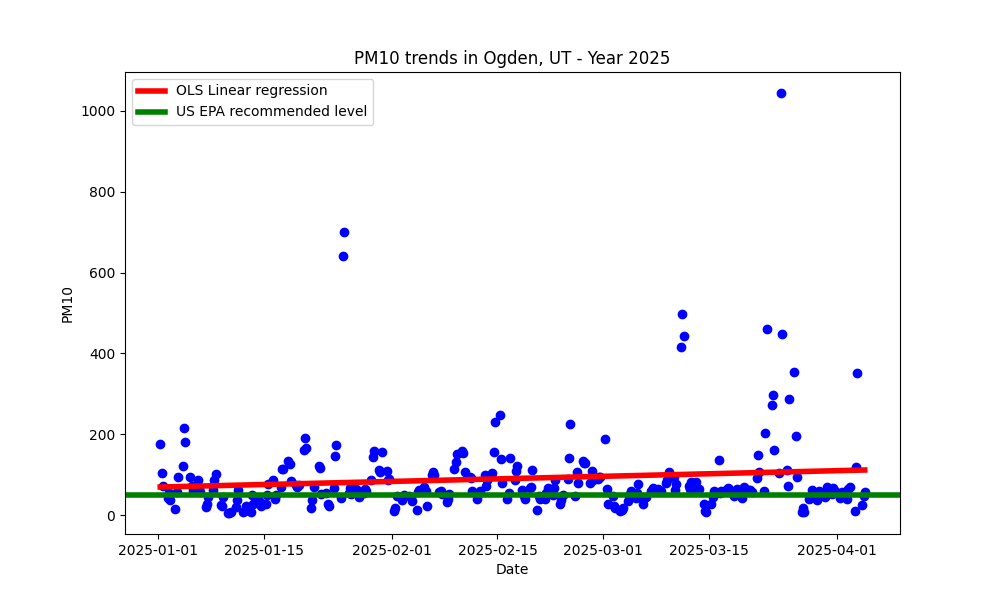 PM10 trends in Ogden, UT - Year 2025
OLS Linear regression
US EPA recommended level
1000
800
600
400
200
0
PM10
2025-01-01 2025-01-15 2025-02-01 2025-02-15 2025-03-01 2025-03-15 2025-04-01
Date